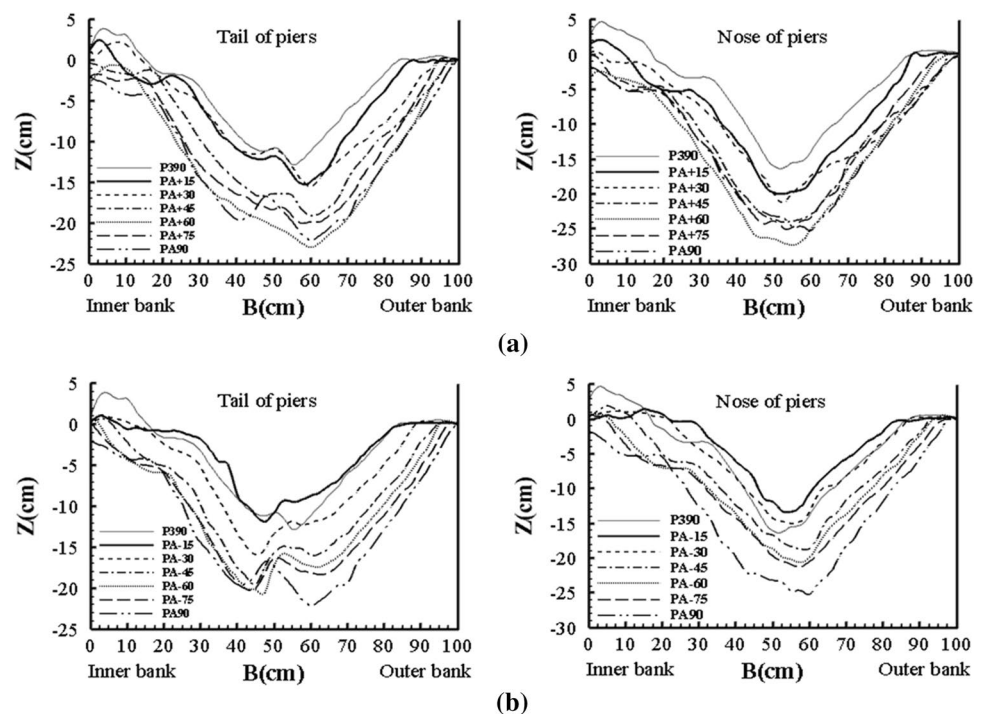 Tail of piers
Z(cm)
5
0
-5
-10
-15
-20
-25
P390
PA+15
PA+30
PA+45
PA+60
PA+75
PA90
0 10 20 30 40 50 60 70 80 90 100
Inner bank B(cm) Outer bank
Nose of piers
Z(cm)
5
0
-5
-10
-15
-20
-25
-30
P390
PA+15
PA+30
PA+45
PA+60
PA+75
PA90
0 10 20 30 40 50 60 70 80 90 100
Inner bank B(cm) Outer bank
(a)
Tail of piers
Z(cm)
5
0
-5
-10
-15
-20
-25
P390
PA-15
PA-30
PA-45
PA-60
PA-75
PA90
0 10 20 30 40 50 60 70 80 90 100
Inner bank B(cm) Outer bank
Nose of piers
Z(cm)
5
0
-5
-10
-15
-20
-25
-30
P390
PA-15
PA-30
PA-45
PA-60
PA-75
PA90
0 10 20 30 40 50 60 70 80 90 100
Inner bank B(cm) Outer bank
(b)